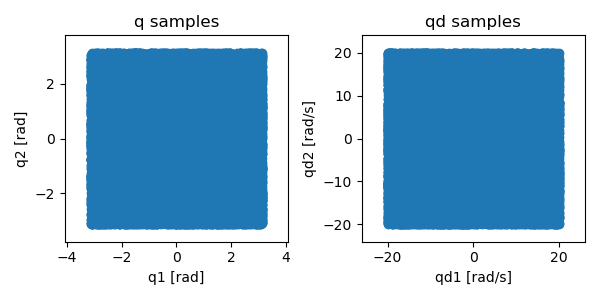 q samples
q2 [rad]
2
0
−2
−4
−2
0
2
4
q1 [rad]
qd samples
qd2 [rad/s]
20
10
0
−10
−20
−20
0
20
qd1 [rad/s]